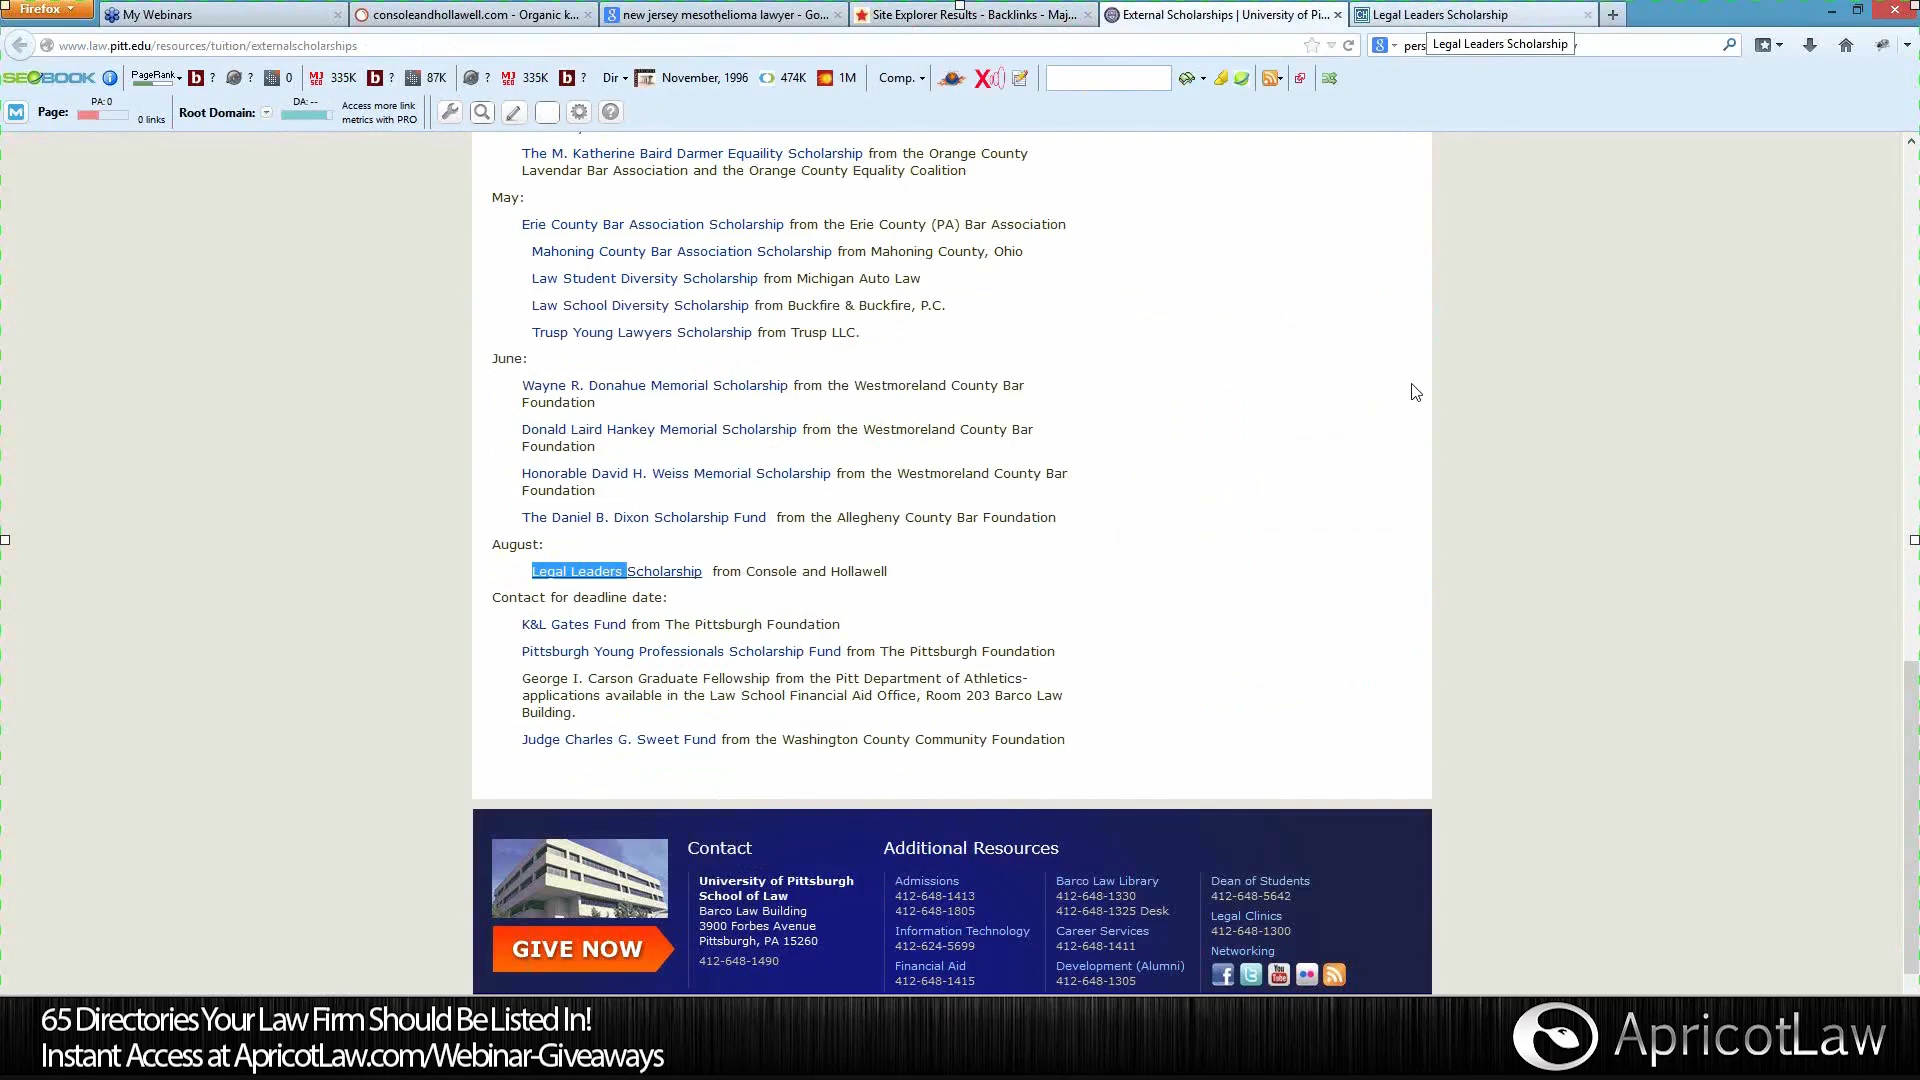 Firefox
My Webinars
consoleandhollawell.com - Organic k...
new jersey mesothelioma lawyer - Go...
Site Explorer Results - Backlinks - Maj...
External Scholarships | University of Pi...
Legal Leaders Scholarship
www.law.pitt.edu/resources/tuition/externalscholarships
pers
Legal Leaders Scholarship
SEOBOOK
PageRank
?
?
0
335K
?
87K
?
335K
?
Dir
November, 1996
474K
1M
Comp.
Page:
PA: 0
0 links
Root Domain:
DA: --
Access more link
metrics with PRO
The M. Katherine Baird Darmer Equaility Scholarship from the Orange County
Lavendar Bar Association and the Orange County Equality Coalition
May:
Erie County Bar Association Scholarship from the Erie County (PA) Bar Association
Mahoning County Bar Association Scholarship from Mahoning County, Ohio
Law Student Diversity Scholarship from Michigan Auto Law
Law School Diversity Scholarship from Buckfire & Buckfire, P.C.
Trusp Young Lawyers Scholarship from Trusp LLC.
June:
Wayne R. Donahue Memorial Scholarship from the Westmoreland County Bar
Foundation
Donald Laird Hankey Memorial Scholarship from the Westmoreland County Bar
Foundation
Honorable David H. Weiss Memorial Scholarship from the Westmoreland County Bar
Foundation
The Daniel B. Dixon Scholarship Fund from the Allegheny County Bar Foundation
August:
Legal Leaders Scholarship from Console and Hollawell
Contact for deadline date:
K&L Gates Fund from The Pittsburgh Foundation
Pittsburgh Young Professionals Scholarship Fund from The Pittsburgh Foundation
George I. Carson Graduate Fellowship from the Pitt Department of Athletics-
applications available in the Law School Financial Aid Office, Room 203 Barco Law
Building.
Judge Charles G. Sweet Fund from the Washington County Community Foundation
GIVE NOW
Contact
University of Pittsburgh
School of Law
Barco Law Building
3900 Forbes Avenue
Pittsburgh, PA 15260
412-648-1490
Additional Resources
Admissions
412-648-1413
412-648-1805
Information Technology
412-624-5699
Financial Aid
412-648-1415
Barco Law Library
412-648-1330
412-648-1325 Desk
Career Services
412-648-1411
Development (Alumni)
412-648-1305
Dean of Students
412-648-5642
Legal Clinics
412-648-1300
Networking
65 Directories Your Law Firm Should Be Listed In!
Instant Access at ApricotLaw.com/Webinar-Giveaways
ApricotLaw